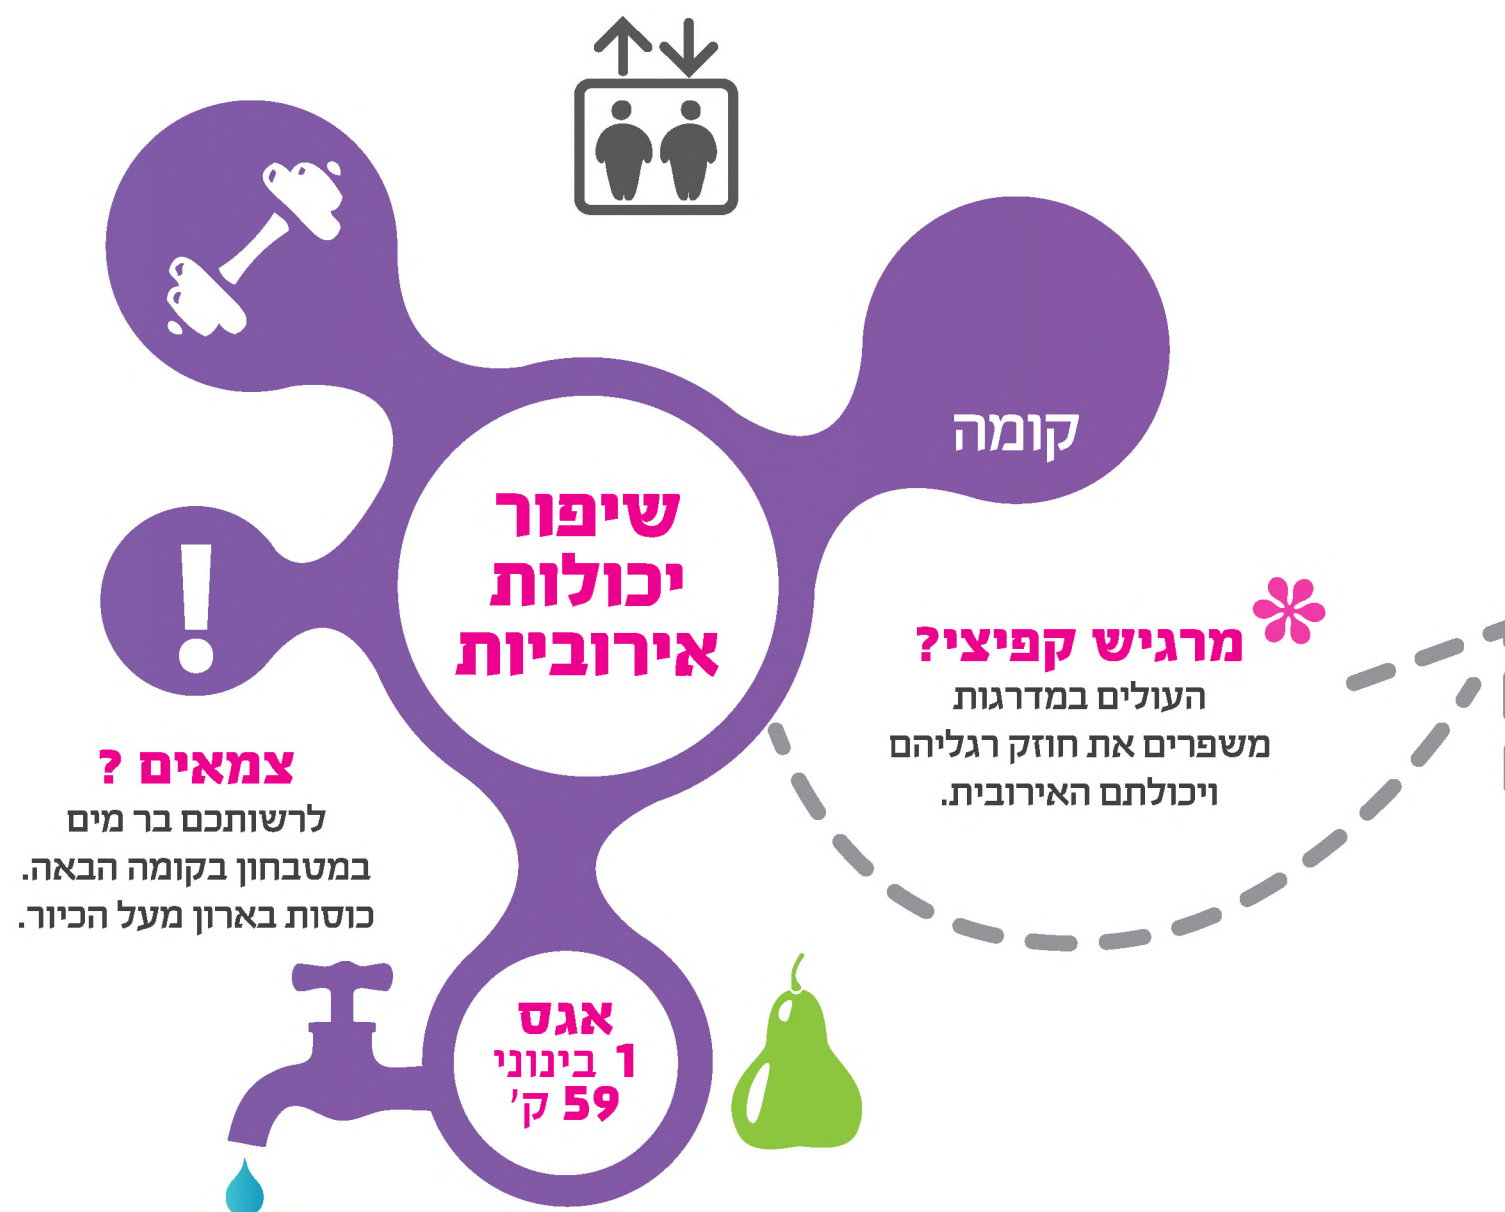 קומה
שיפור
יכולות
אירוביות
!
מרגיש קפיצי?
העולים במדרגות
משפרים את חוזק רגליהם
ויכולתם האירובית.
צמאים ?
לרשותכם בר מים
במטבחון בקומה הבאה.
כוסות בארון מעל הכיור.
אגס
1 בינוני
59 ק'